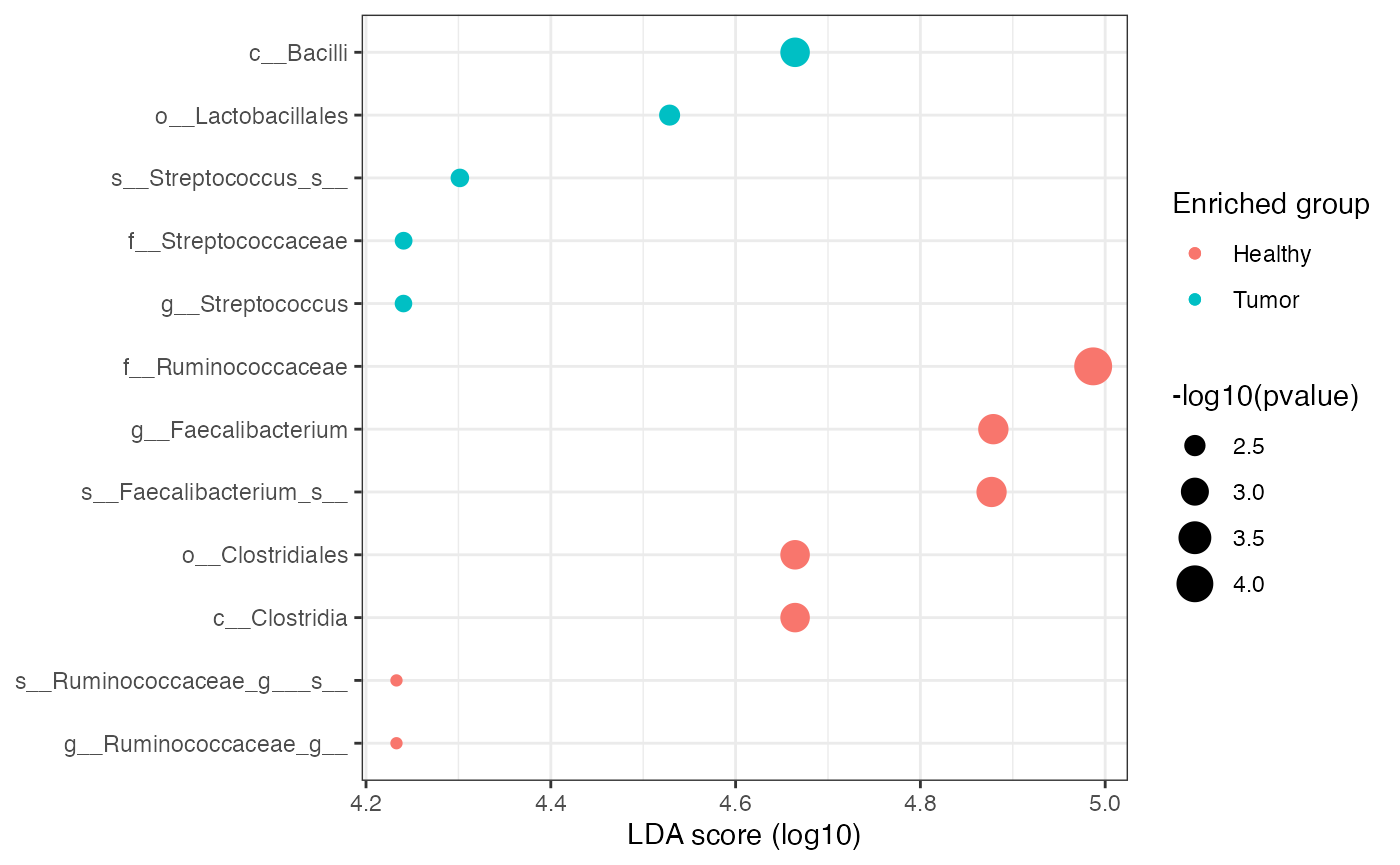 c__Bacilli
o__Lactobacillales
s__Streptococcus_s__
f__Streptococcaceae
g__Streptococcus
f__Ruminococcaceae
g__Faecalibacterium
s__Faecalibacterium_s__
o__Clostridiales
c__Clostridia
s__Ruminococcaceae_g___s__
g__Ruminococcaceae_g__
4.2 4.4 4.6 4.8 5.0
LDA score (log10)
Enriched group
Healthy
Tumor
-log10(pvalue)
2.5
3.0
3.5
4.0